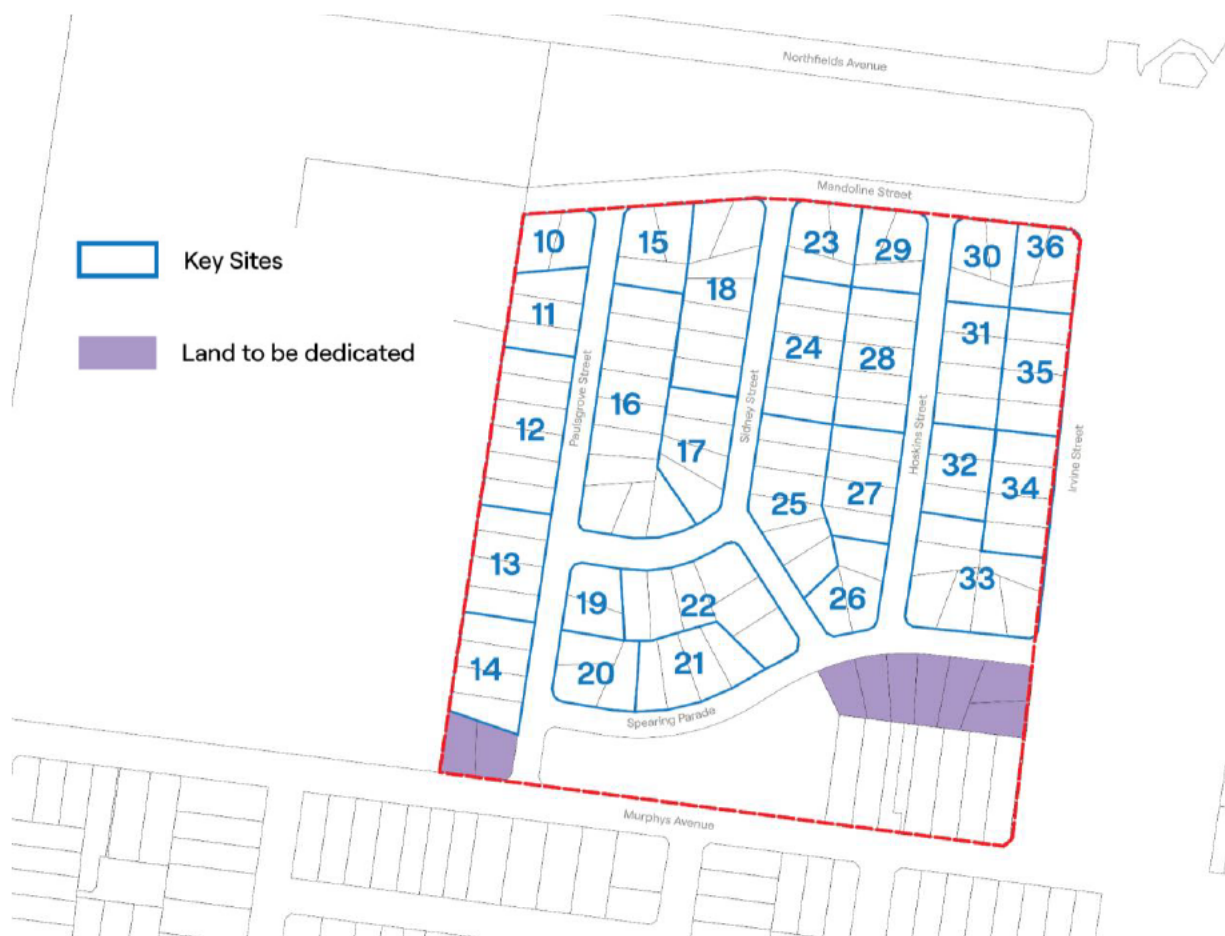 Northfields Avenue
Mandoline Street
Key Sites
Land to be dedicated
10
15
23
29
30
36
11
18
31
24
28
35
16
12
17
32
34
25
27
13
33
19
22
26
14
20
21
Paulsgrove Street
Sidney Street
Hoskins Street
Irvine Street
Spearing Parade
Murphys Avenue